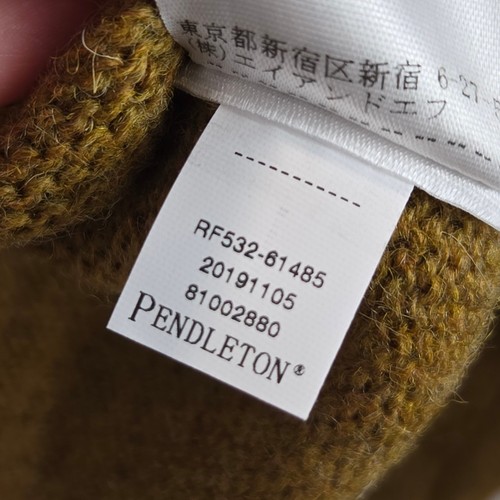 東京都新宿区新宿 6-27-
(株)エイアンドエフ
RF532-61485
20191105
81002880
PENDLETON®